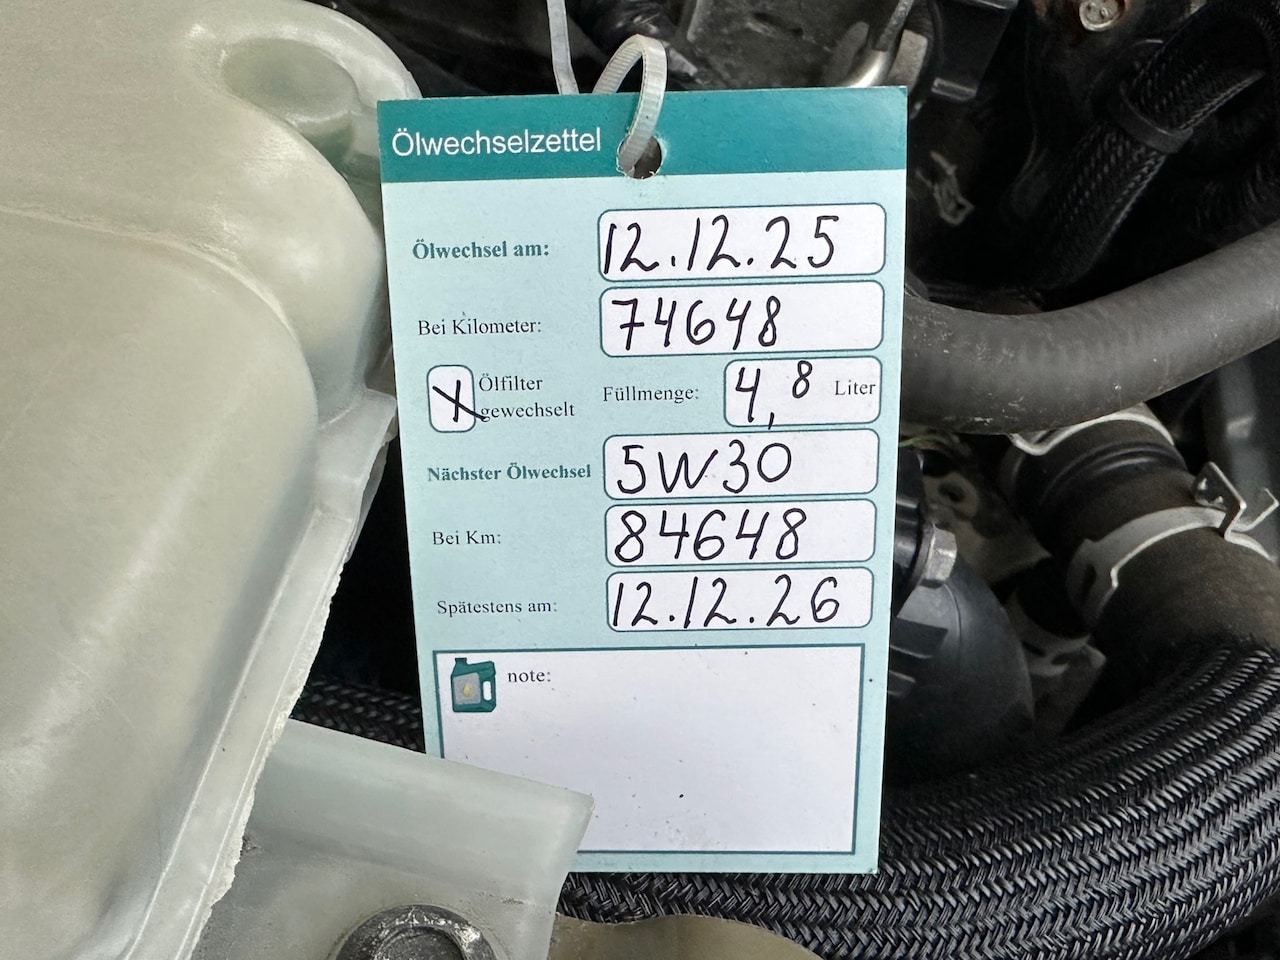 Ölwechselzettel
Ölwechsel am: 12.12.25
Bei Kilometer: 74648
X Ölfilter gewechselt Füllmenge: 4,8 Liter
Nächster Ölwechsel 5W30
Bei Km: 84648
Spätestens am: 12.12.26
note: